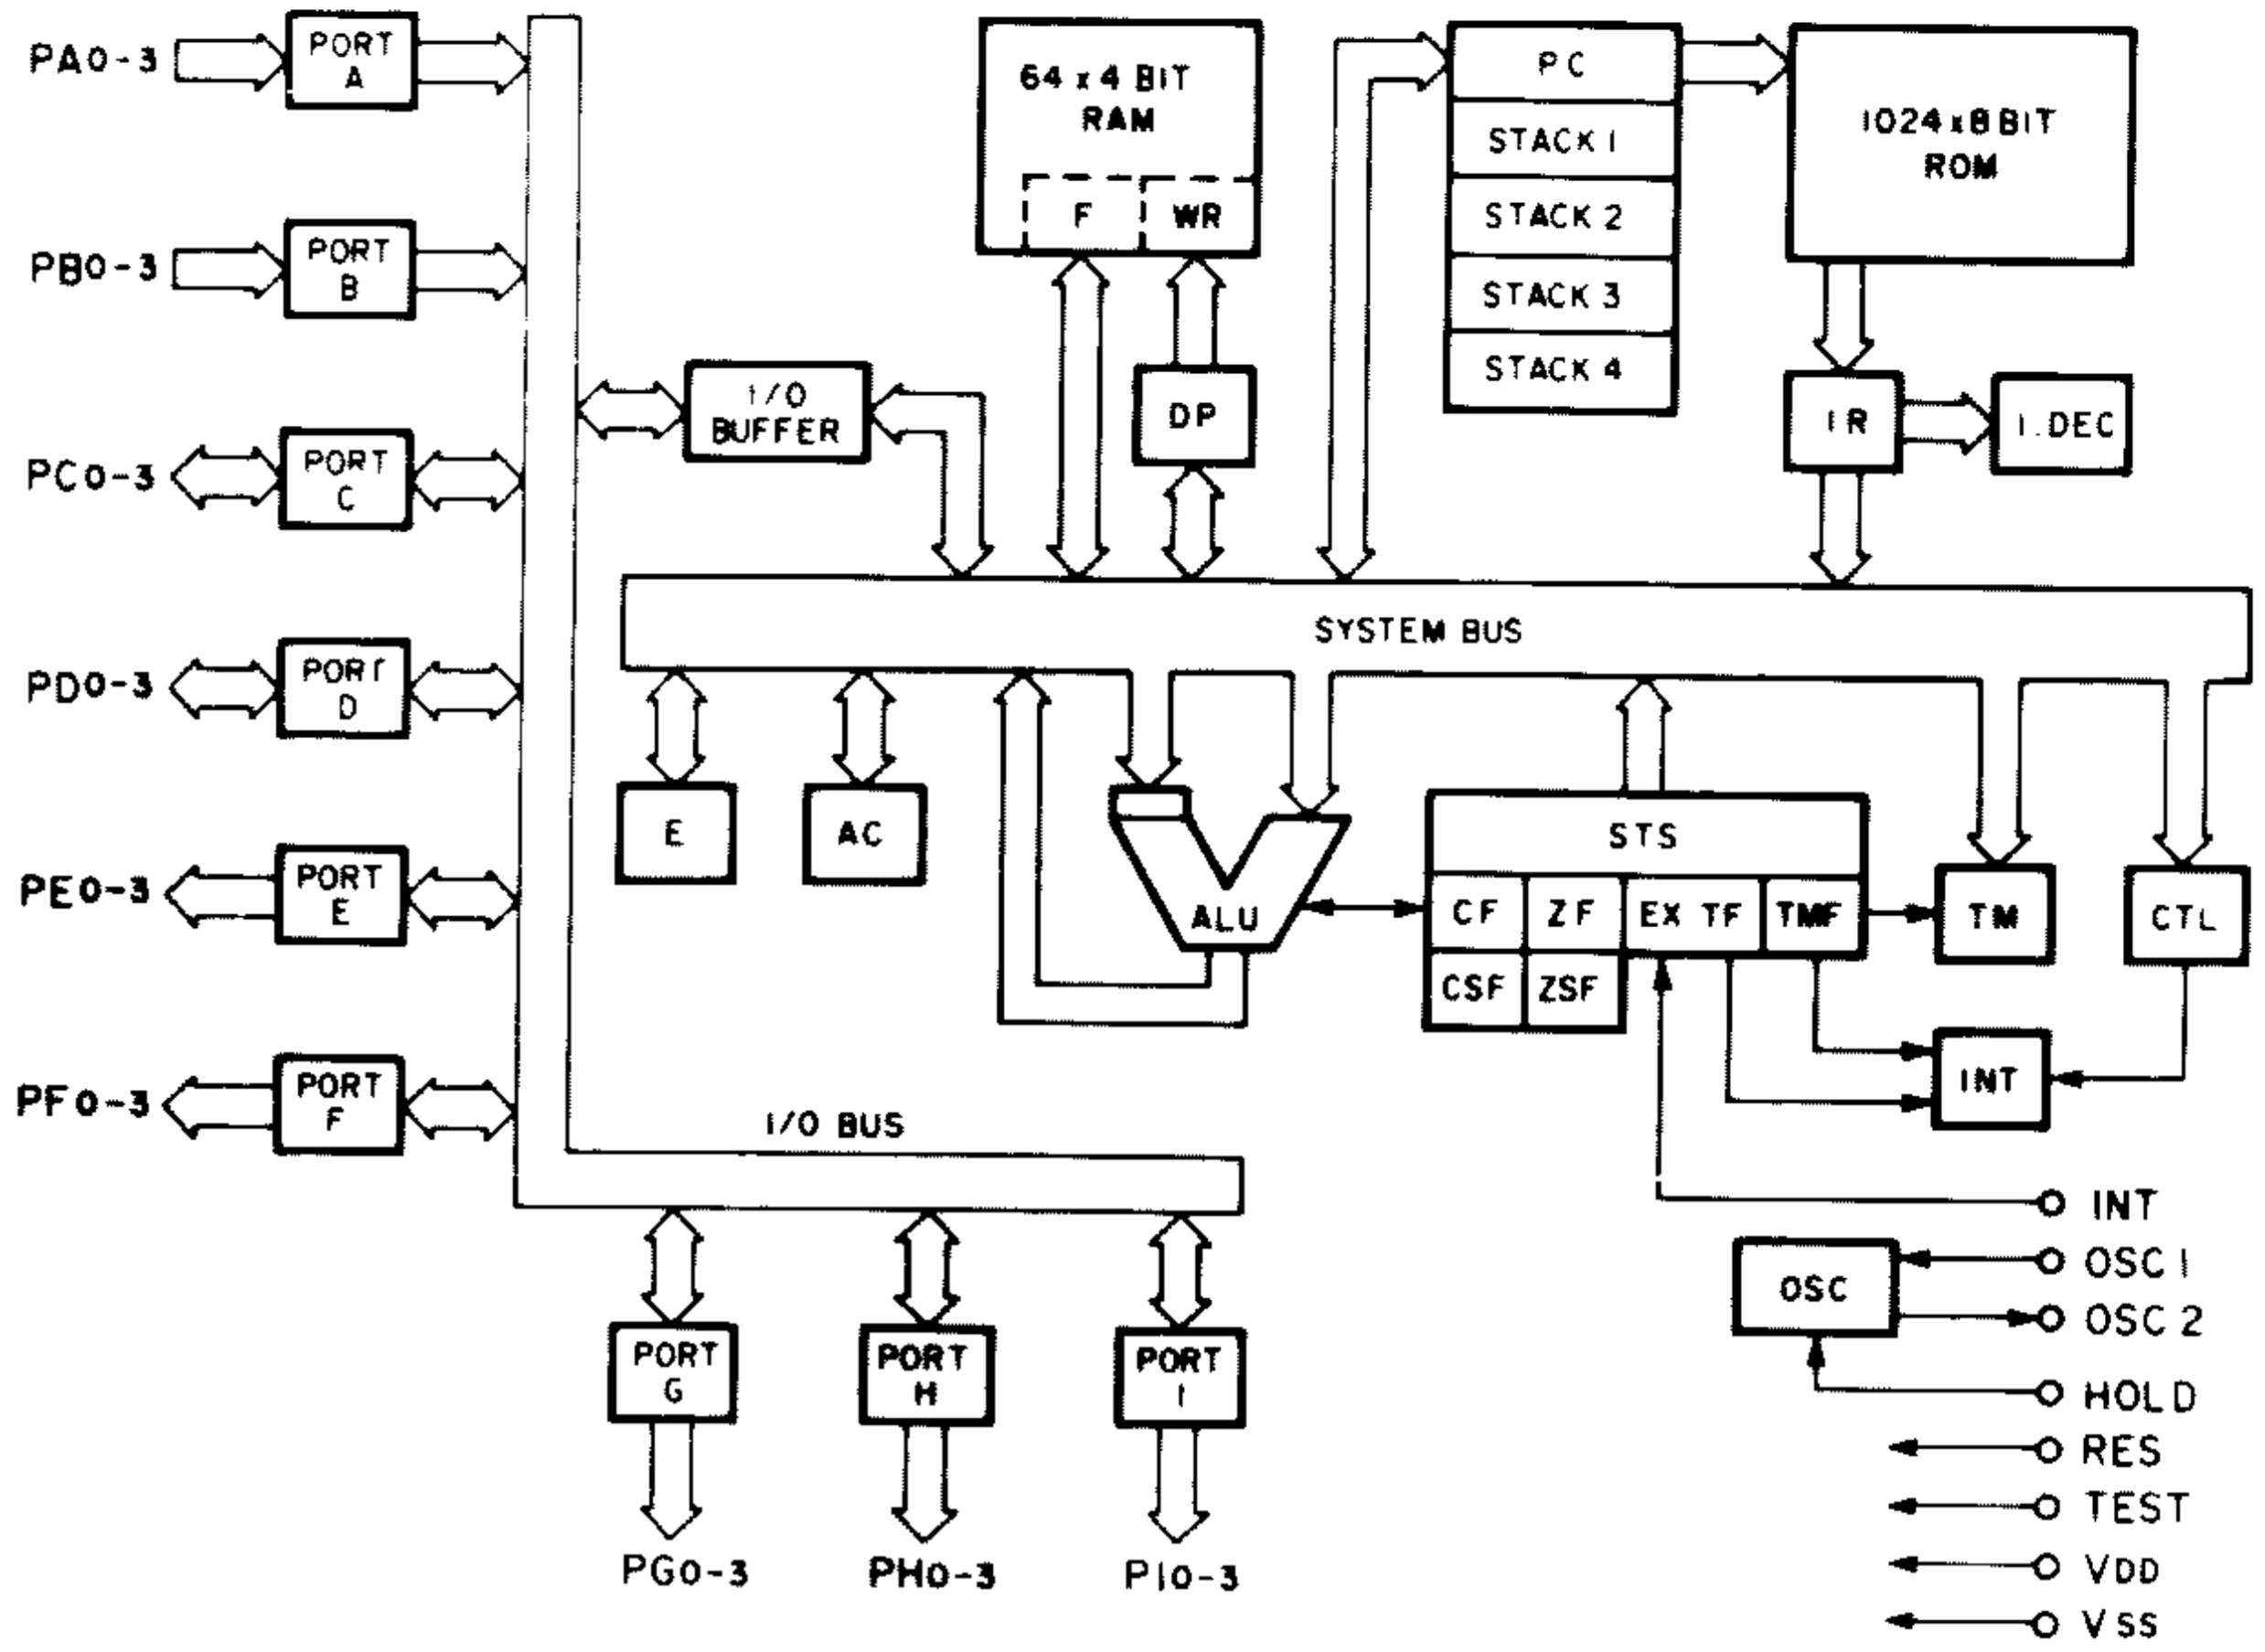 PA0-3
PORT
A
PB0-3
PORT
B
PC0-3
PORT
C
PD0-3
PORT
D
PE0-3
PORT
E
PF0-3
PORT
F
I/O
BUFFER
64 x 4 BIT
RAM
F
WR
DP
PC
STACK 1
STACK 2
STACK 3
STACK 4
1024x8 BIT
ROM
IR
I.DEC
SYSTEM BUS
E
AC
ALU
STS
CF
ZF
EX TF
TMF
CSF
ZSF
TM
CTL
INT
I/O BUS
PORT
G
PORT
H
PORT
I
PG0-3
PH0-3
PI0-3
INT
OSC
OSC 1
OSC 2
HOLD
RES
TEST
VDD
VSS